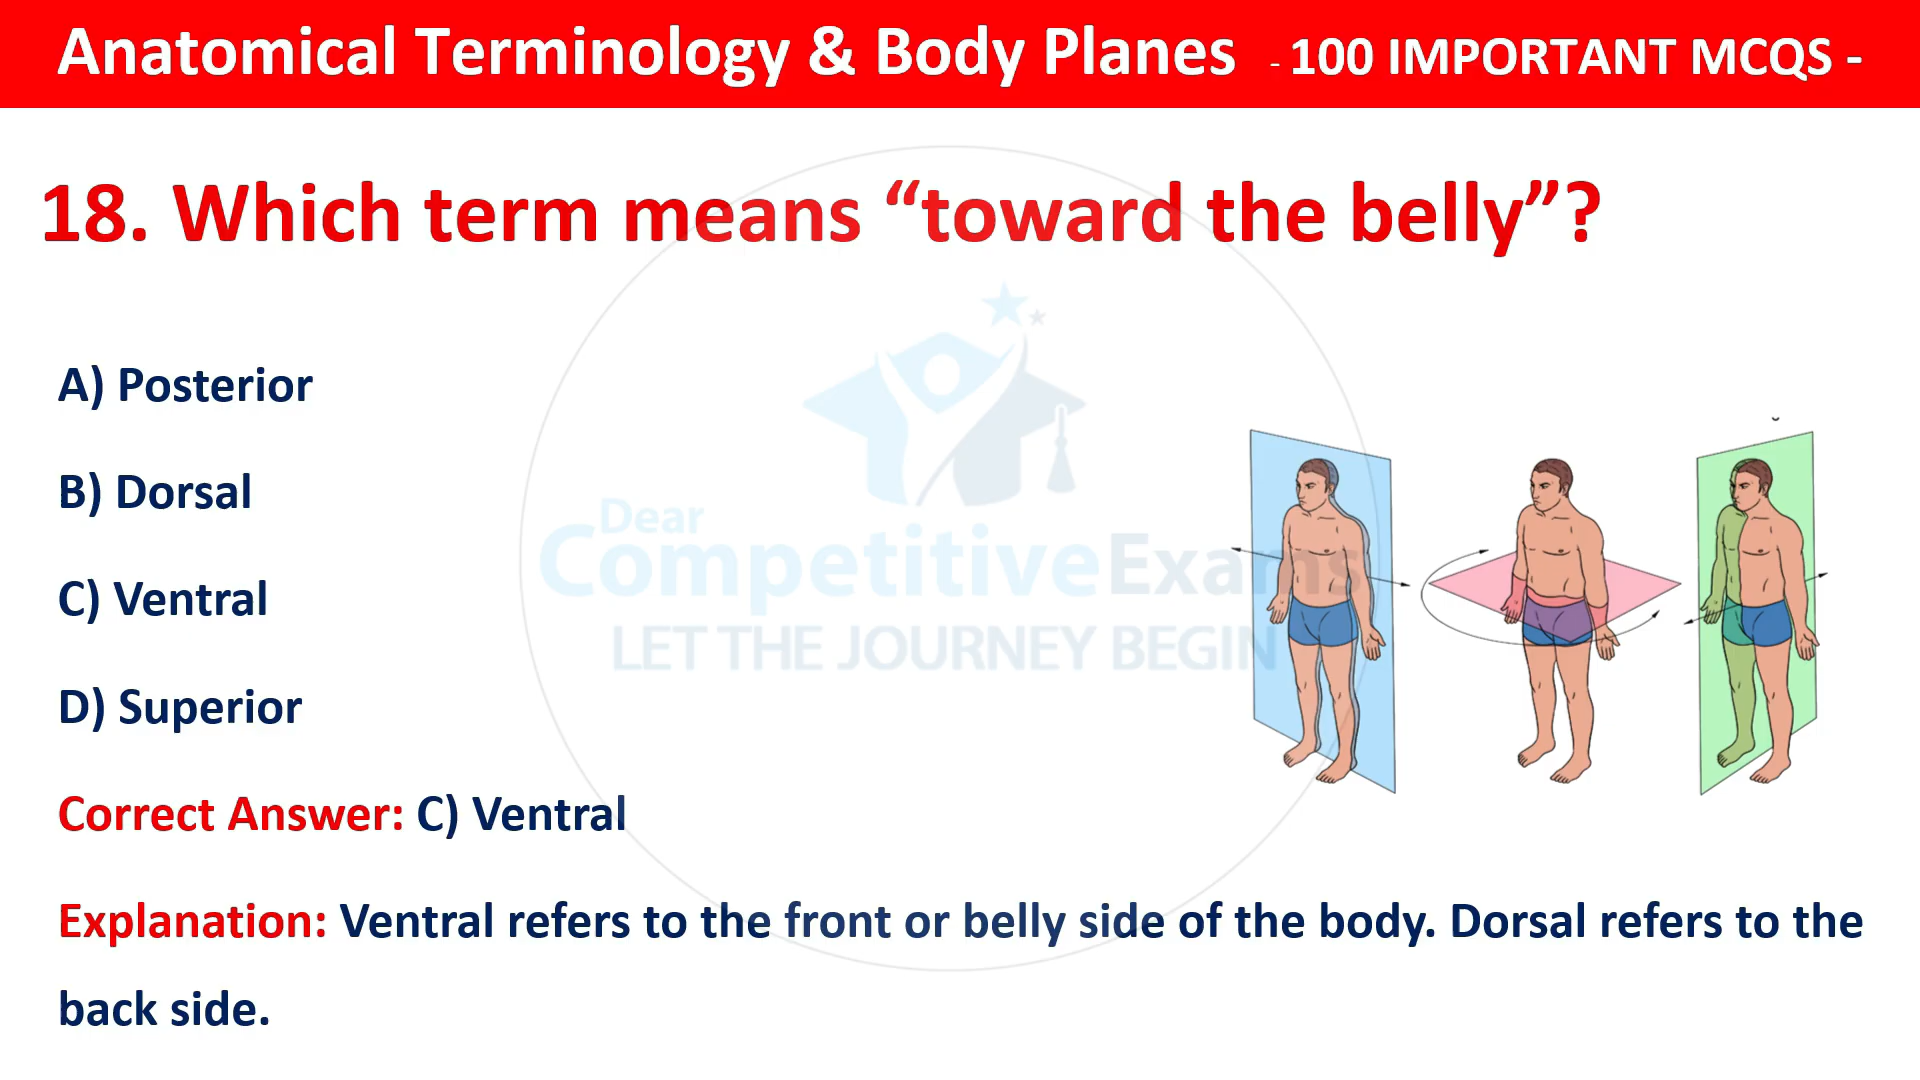 Anatomical Terminology & Body Planes - 100 IMPORTANT MCQS -
18. Which term means “toward the belly”?
A) Posterior
B) Dorsal
C) Ventral
D) Superior
Correct Answer: C) Ventral
Explanation: Ventral refers to the front or belly side of the body. Dorsal refers to the
back side.
Dear
CompetitiveExams
LET THE JOURNEY BEGIN